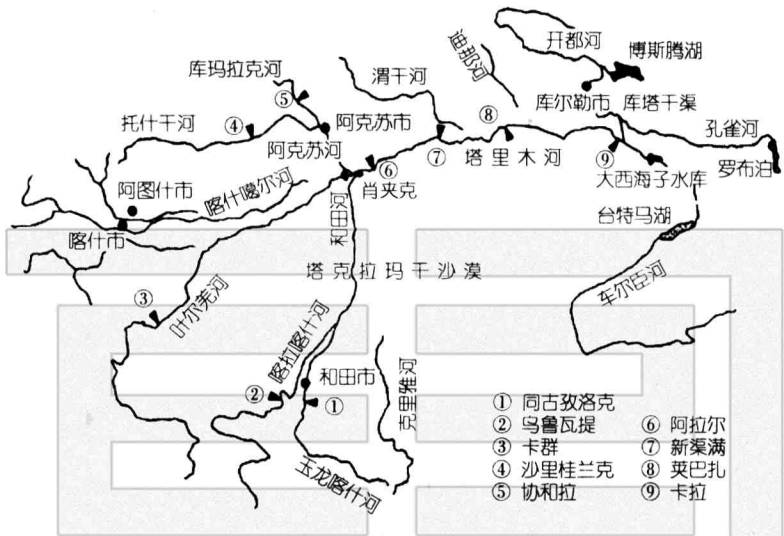 开都河
博斯腾湖
迪那河
库玛拉克河
渭干河
⑤
库尔勒市
库塔干渠
托什干河
④
阿克苏市
⑧
孔雀河
阿克苏河
⑥
⑦
塔里木河
⑨
罗布泊
阿图什市
喀什噶尔河
肖夹克
大西海子水库
喀什市
和田河
台特马湖
塔克拉玛干沙漠
③
叶尔羌河
车尔臣河
喀拉喀什河
和田市
克里雅河
②
①
玉龙喀什河
① 同古孜洛克
② 乌鲁瓦提
③ 卡群
④ 沙里桂兰克
⑤ 协和拉
⑥ 阿拉尔
⑦ 新渠满
⑧ 英巴扎
⑨ 卡拉